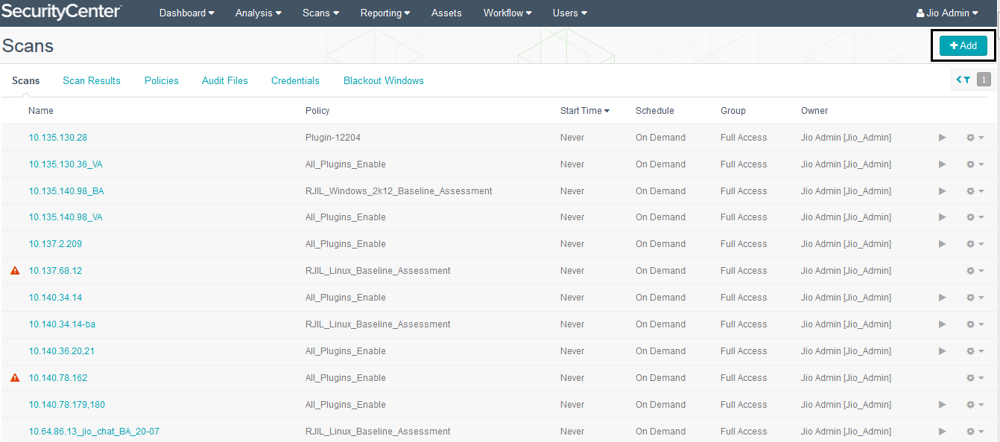 SecurityCenter Dashboard Analysis Scans Reporting Assets Workflow Users Jio Admin
Scans + Add
Scans Scan Results Policies Audit Files Credentials Blackout Windows 1
Name Policy Start Time Schedule Group Owner
10.135.130.28 Plugin-12204 Never On Demand Full Access Jio Admin [Jio_Admin]
10.135.130.36_VA All_Plugins_Enable Never On Demand Full Access Jio Admin [Jio_Admin]
10.135.140.98_BA RJIL_Windows_2k12_Baseline_Assessment Never On Demand Full Access Jio Admin [Jio_Admin]
10.135.140.98_VA All_Plugins_Enable Never On Demand Full Access Jio Admin [Jio_Admin]
10.137.2.209 All_Plugins_Enable Never On Demand Full Access Jio Admin [Jio_Admin]
10.137.68.12 RJIL_Linux_Baseline_Assessment Never On Demand Full Access Jio Admin [Jio_Admin]
10.140.34.14 All_Plugins_Enable Never On Demand Full Access Jio Admin [Jio_Admin]
10.140.34.14-ba RJIL_Linux_Baseline_Assessment Never On Demand Full Access Jio Admin [Jio_Admin]
10.140.36.20,21 All_Plugins_Enable Never On Demand Full Access Jio Admin [Jio_Admin]
10.140.78.162 All_Plugins_Enable Never On Demand Full Access Jio Admin [Jio_Admin]
10.140.78.179,180 All_Plugins_Enable Never On Demand Full Access Jio Admin [Jio_Admin]
10.64.86.13_jio_chat_BA_20-07 RJIL_Linux_Baseline_Assessment Never On Demand Full Access Jio Admin [Jio_Admin]